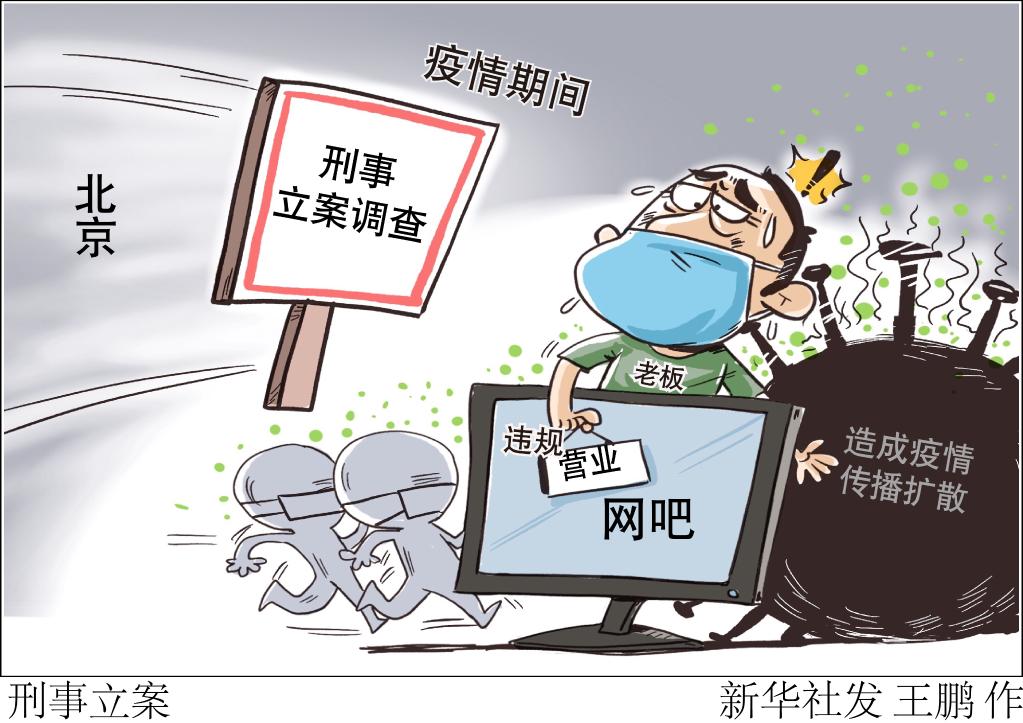 疫情期间
北京
刑事
立案调查
老板
违规
营业
网吧
造成疫情
传播扩散
刑事立案
新华社发 王鹏 作